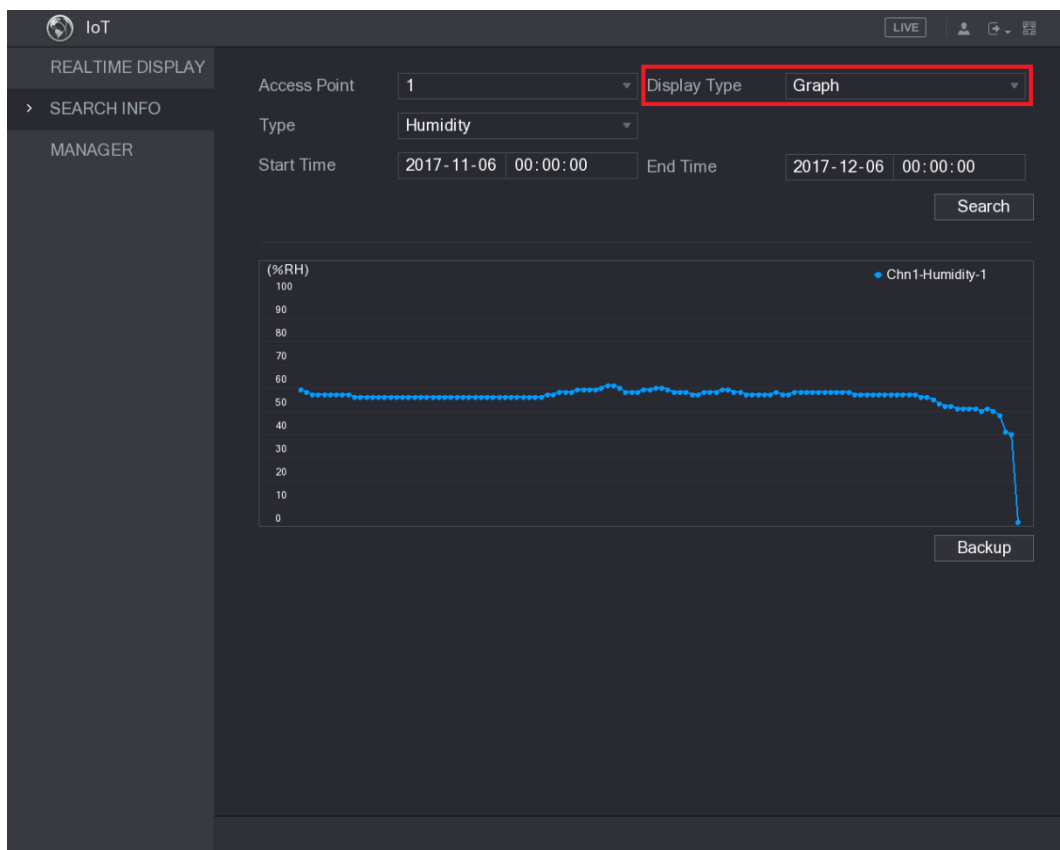 IoT
LIVE
REALTIME DISPLAY
> SEARCH INFO
MANAGER
Access Point 1 Display Type Graph
Type Humidity
Start Time 2017-11-06 00:00:00 End Time 2017-12-06 00:00:00
Search
(%RH)
Chn1-Humidity-1
100
90
80
70
60
50
40
30
20
10
0
Backup